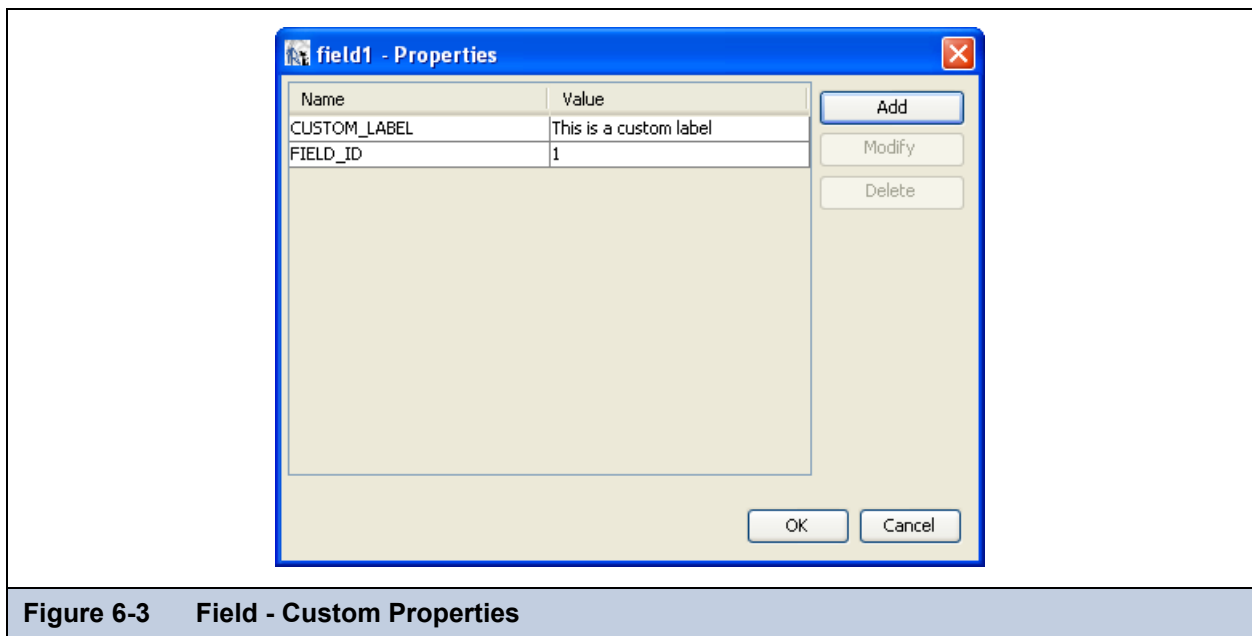 field1 - Properties
Name Value
Add
CUSTOM_LABEL This is a custom label
FIELD_ID 1
Modify
Delete
OK Cancel
Figure 6-3 Field - Custom Properties